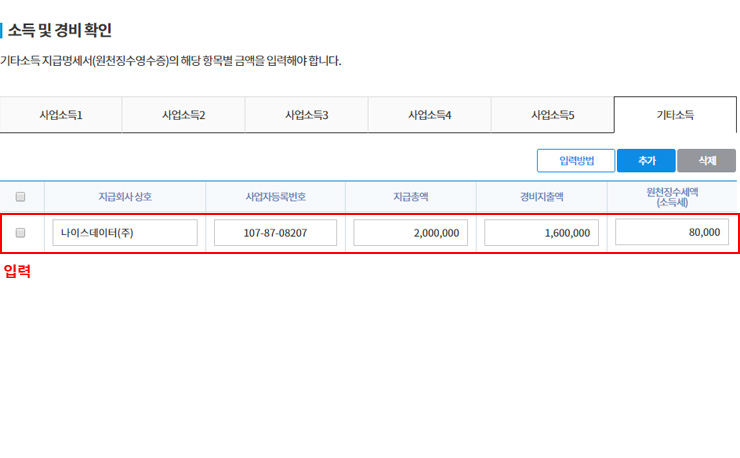 소득 및 경비 확인
기타소득 지급명세서(원천징수영수증)의 해당 항목별 금액을 입력해야 합니다.
사업소득1 사업소득2 사업소득3 사업소득4 사업소득5 기타소득
입력방법 추가 삭제
지급회사 상호 사업자등록번호 지급총액 경비지출액 원천징수세액
(소득세)
나이스데이터(주) 107-87-08207 2,000,000 1,600,000 80,000
입력